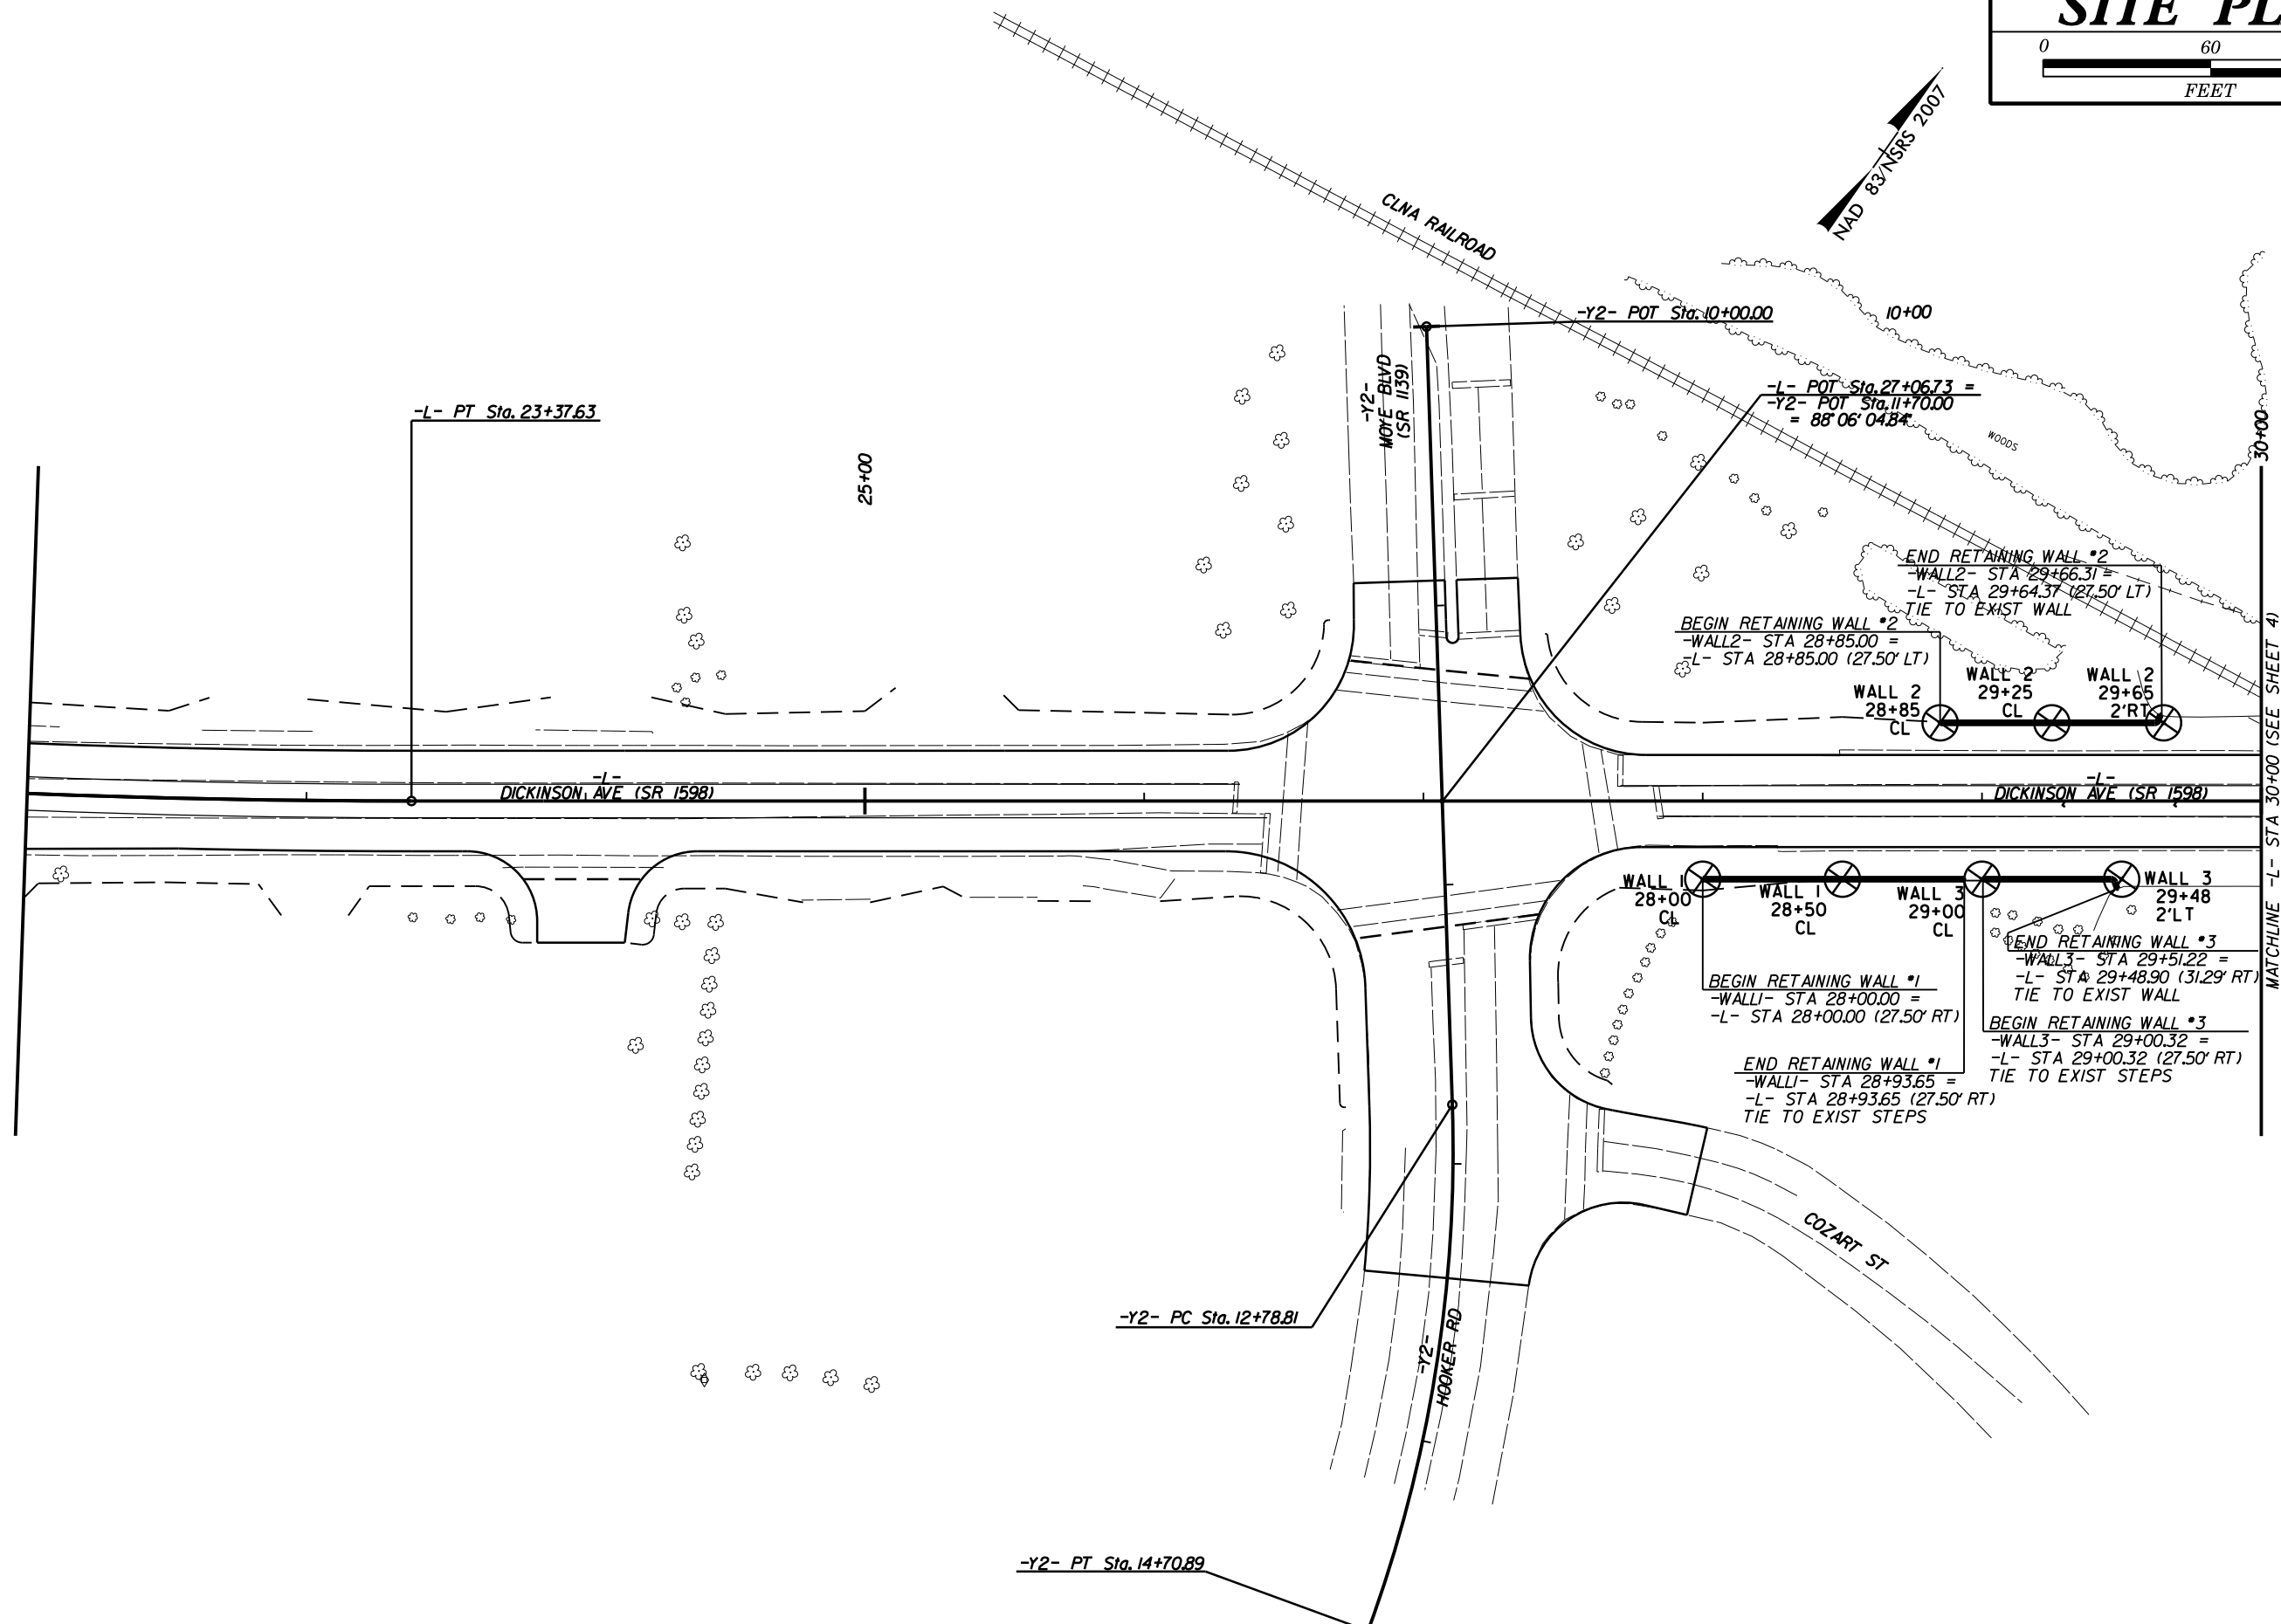 SITE PL
0 60
FEET
NAD 83/NSRS 2007
CLNA RAILROAD
-Y2- POT Sta. 10+00.00
10+00
-Y2-
MOYE BLVD
(SR 1139)
-L- POT Sta. 27+06.73 =
-Y2- POT Sta. 11+70.00
= 88° 06' 04.84"
-L- PT Sta. 23+37.63
25+00
WOODS
30+00
END RETAINING WALL #2
-WALL2- STA 29+66.31 =
-L- STA 29+64.37 (27.50' LT)
TIE TO EXIST WALL
BEGIN RETAINING WALL #2
-WALL2- STA 28+85.00 =
-L- STA 28+85.00 (27.50' LT)
WALL 2
28+85
CL
WALL 2
29+25
CL
WALL 2
29+65
2'RT
MATCHLINE -L- STA 30+00 (SEE SHEET 4)
-L-
DICKINSON AVE (SR 1598)
-L-
DICKINSON AVE (SR 1598)
WALL 1
28+00
CL
WALL 1
28+50
CL
WALL 3
29+00
CL
WALL 3
29+48
2'LT
END RETAINING WALL #3
-WALL3- STA 29+51.22 =
-L- STA 29+48.90 (31.29' RT)
TIE TO EXIST WALL
BEGIN RETAINING WALL #1
-WALL1- STA 28+00.00 =
-L- STA 28+00.00 (27.50' RT)
BEGIN RETAINING WALL #3
-WALL3- STA 29+00.32 =
-L- STA 29+00.32 (27.50' RT)
TIE TO EXIST STEPS
END RETAINING WALL #1
-WALL1- STA 28+93.65 =
-L- STA 28+93.65 (27.50' RT)
TIE TO EXIST STEPS
COZART ST
-Y2- PC Sta. 12+78.81
-Y2-
HOOKER RD
-Y2- PT Sta. 14+70.89